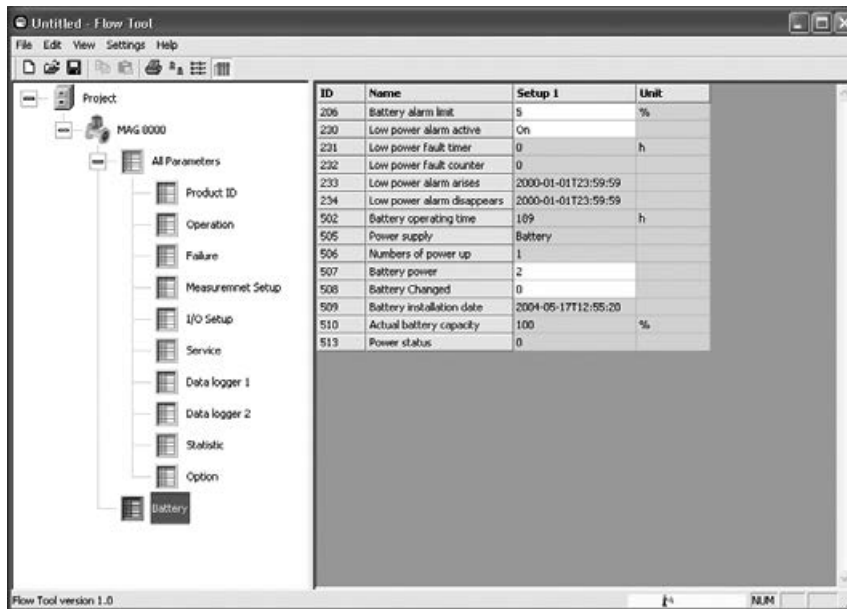 Untitled - Flow Tool
File Edit View Settings Help
Project
MAG 8000
All Parameters
Product ID
Operation
Failure
Measuremnet Setup
I/O Setup
Service
Data logger 1
Data logger 2
Statistic
Option
Battery
ID Name Setup 1 Unit
206 Battery alarm limit 5 %
230 Low power alarm active On
231 Low power fault timer 0 h
232 Low power fault counter 0
233 Low power alarm arises 2000-01-01T23:59:59
234 Low power alarm disappears 2000-01-01T23:59:59
502 Battery operating time 189 h
505 Power supply Battery
506 Numbers of power up 1
507 Battery power 2
508 Battery Changed 0
509 Battery installation date 2004-05-17T12:55:20
510 Actual battery capacity 100 %
513 Power status 0
Flow Tool version 1.0 NUM